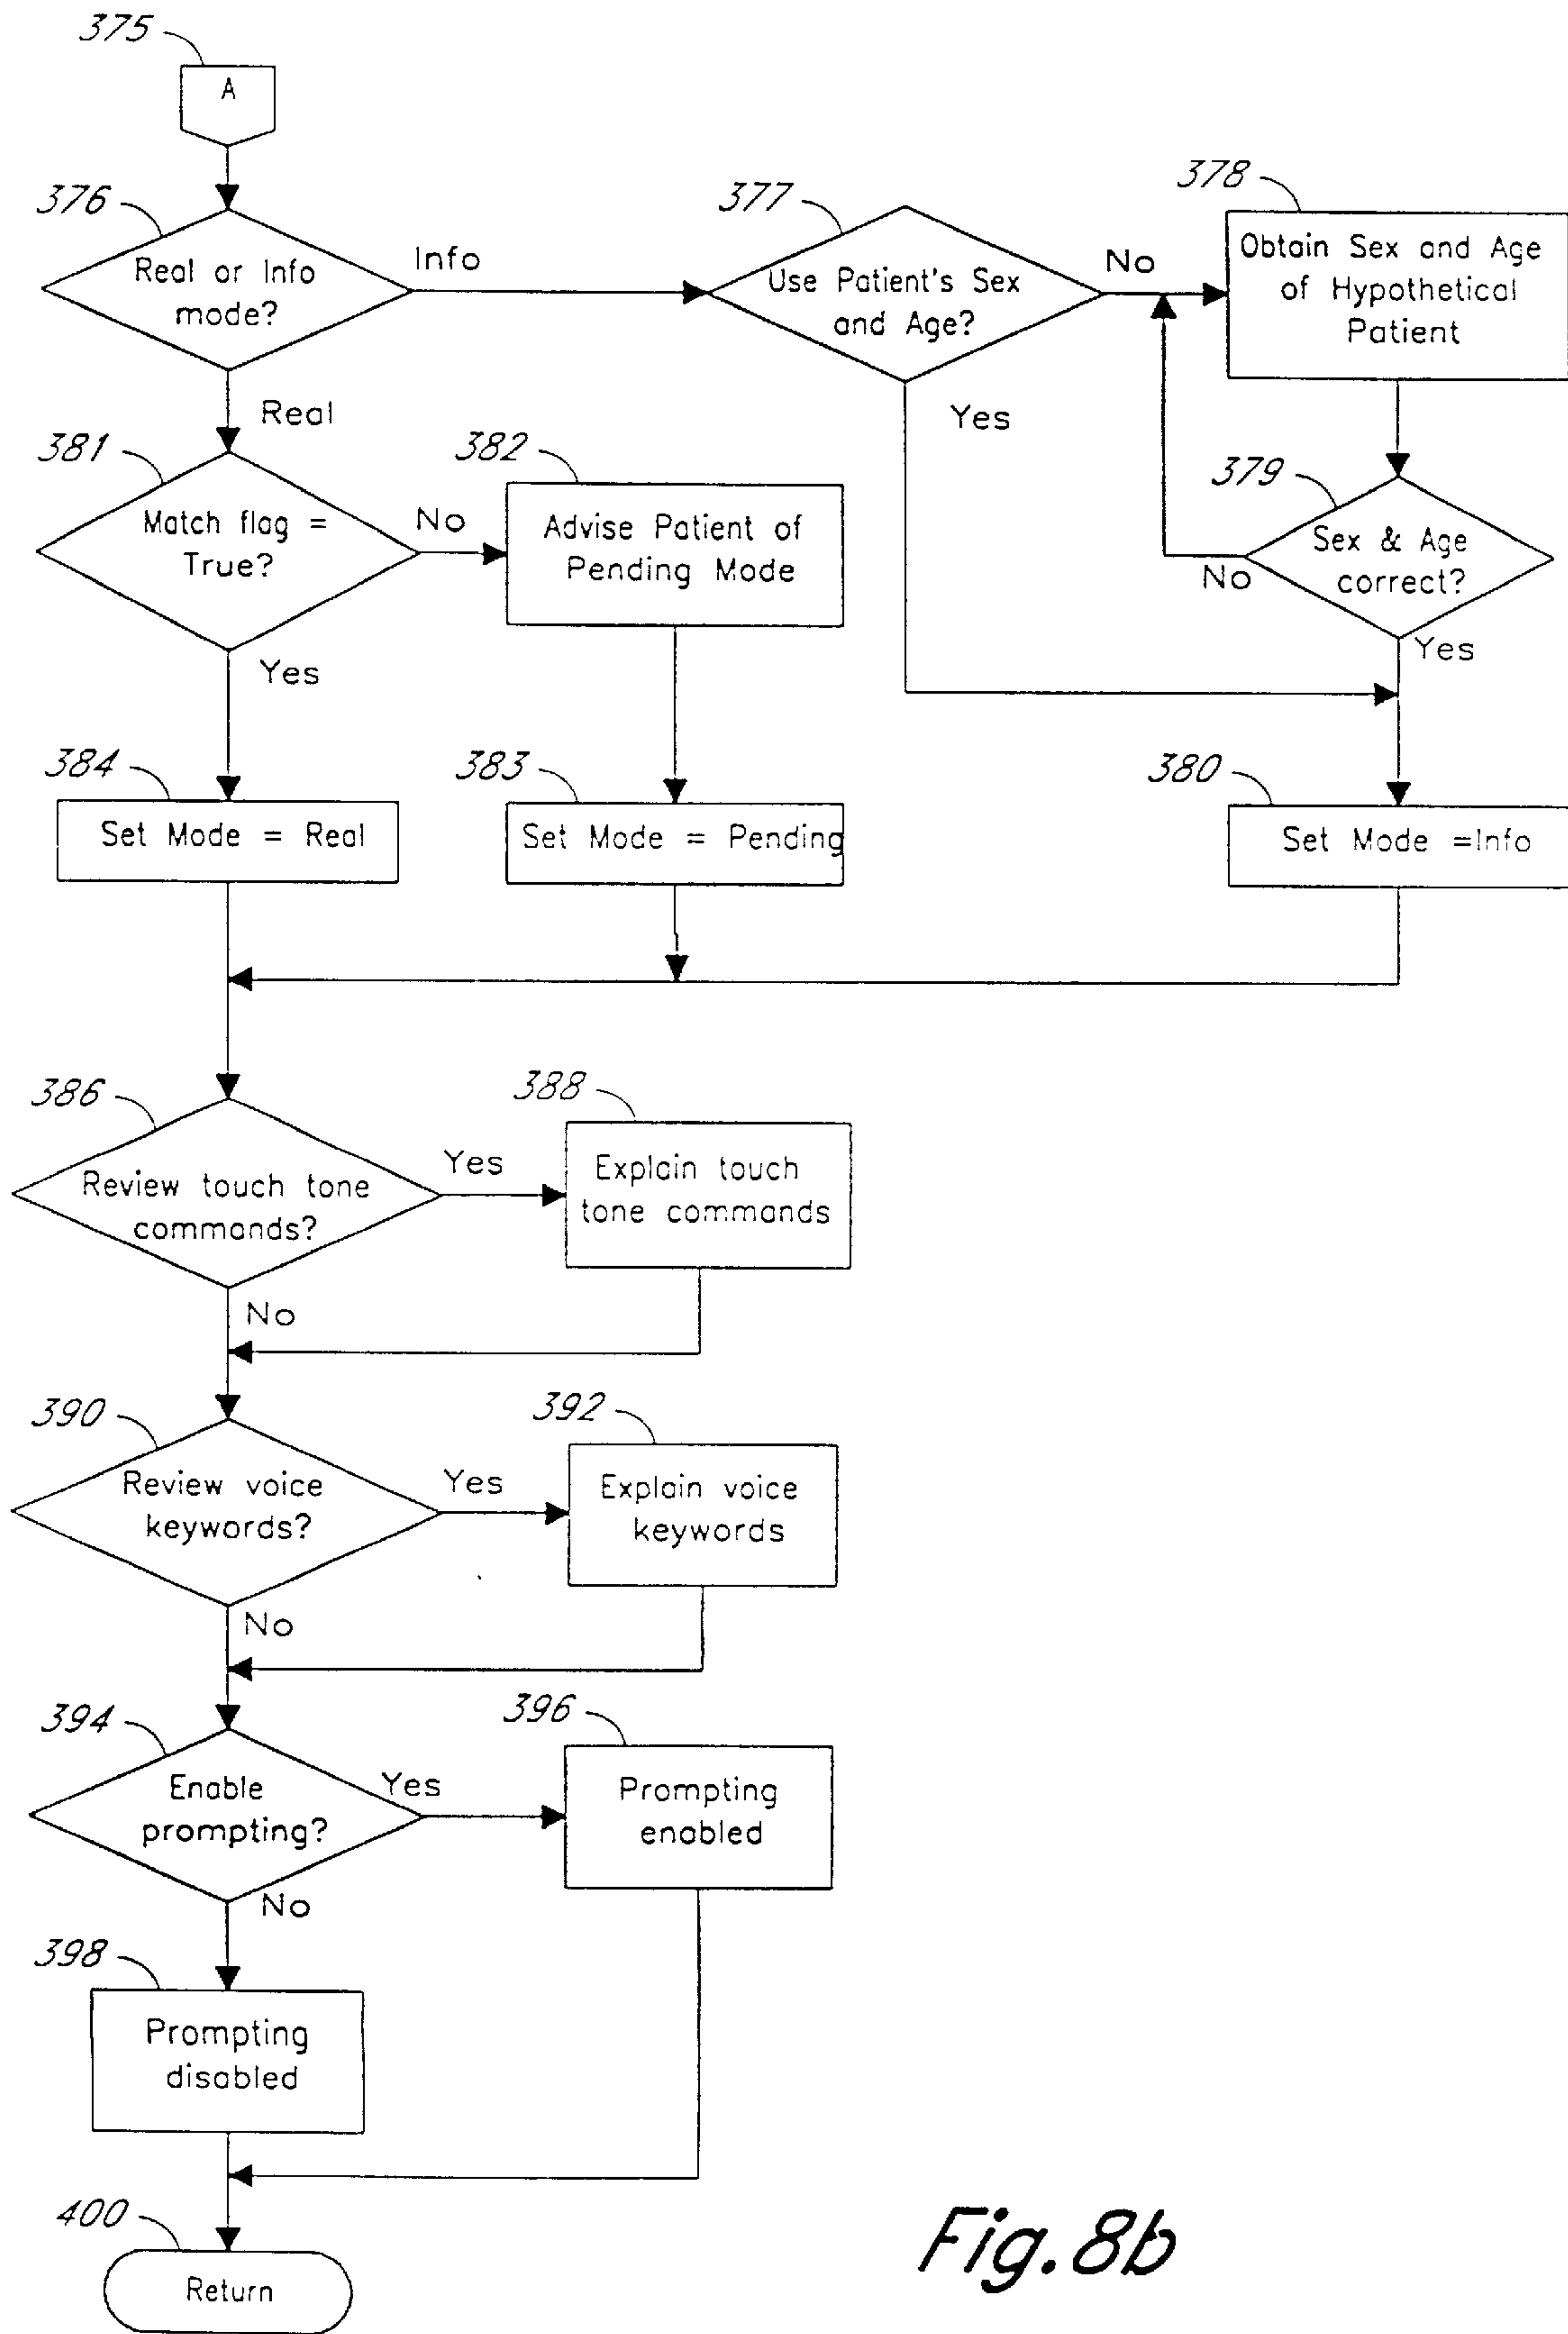 375
A
376
Real or Info
mode?
Info
377
Use Patient's Sex
and Age?
No
378
Obtain Sex and Age
of Hypothetical
Patient
Real
Yes
379
Sex & Age
correct?
No
Yes
381
Match flag =
True?
No
382
Advise Patient of
Pending Mode
Yes
384
Set Mode = Real
383
Set Mode = Pending
380
Set Mode =Info
386
Review touch tone
commands?
Yes
388
Explain touch
tone commands
No
390
Review voice
keywords?
Yes
392
Explain voice
keywords
No
394
Enable
prompting?
Yes
396
Prompting
enabled
No
398
Prompting
disabled
400
Return
Fig.8b